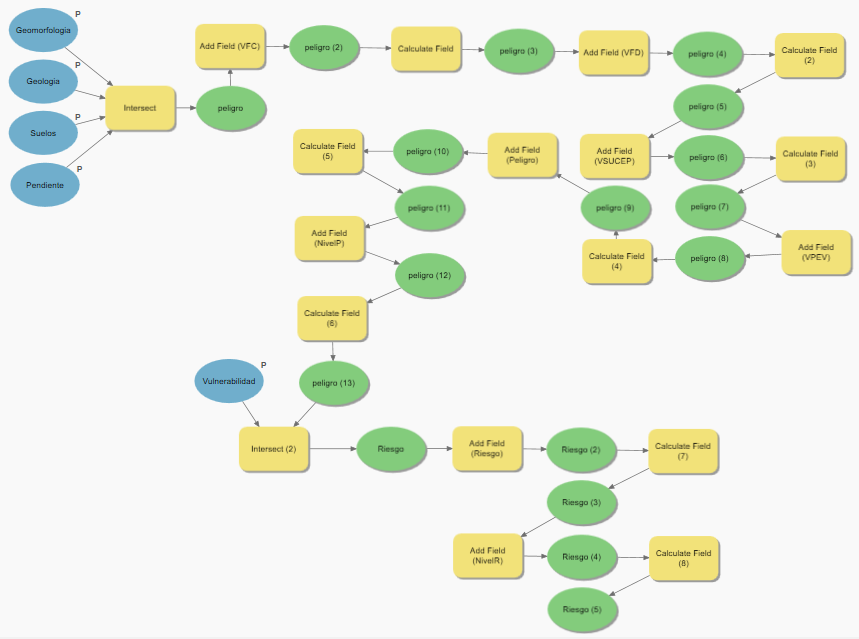 P
Geomorfologia
P
Geologia
P
Suelos
P
Pendiente
Intersect
peligro
Add Field (VFC)
peligro (2)
Calculate Field
peligro (3)
Add Field (VFD)
peligro (4)
Calculate Field
(2)
peligro (5)
Add Field
(VSUCEP)
peligro (6)
Calculate Field
(3)
peligro (7)
Add Field
(VPEV)
peligro (8)
Calculate Field
(4)
peligro (9)
Add Field
(Peligro)
peligro (10)
Calculate Field
(5)
peligro (11)
Add Field
(NivelP)
peligro (12)
Calculate Field
(6)
peligro (13)
P
Vulnerabilidad
Intersect (2)
Riesgo
Add Field
(Riesgo)
Riesgo (2)
Calculate Field
(7)
Riesgo (3)
Add Field
(NivelR)
Riesgo (4)
Calculate Field
(8)
Riesgo (5)